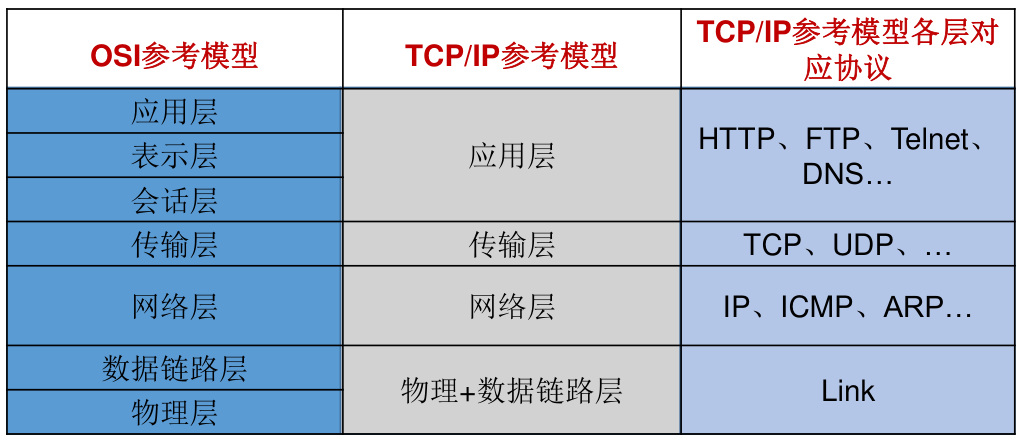 OSI参考模型
TCP/IP参考模型
TCP/IP参考模型各层对
应协议
应用层
表示层
会话层
应用层
HTTP、FTP、Telnet、
DNS…
传输层
传输层
TCP、UDP、…
网络层
网络层
IP、ICMP、ARP…
数据链路层
物理层
物理+数据链路层
Link